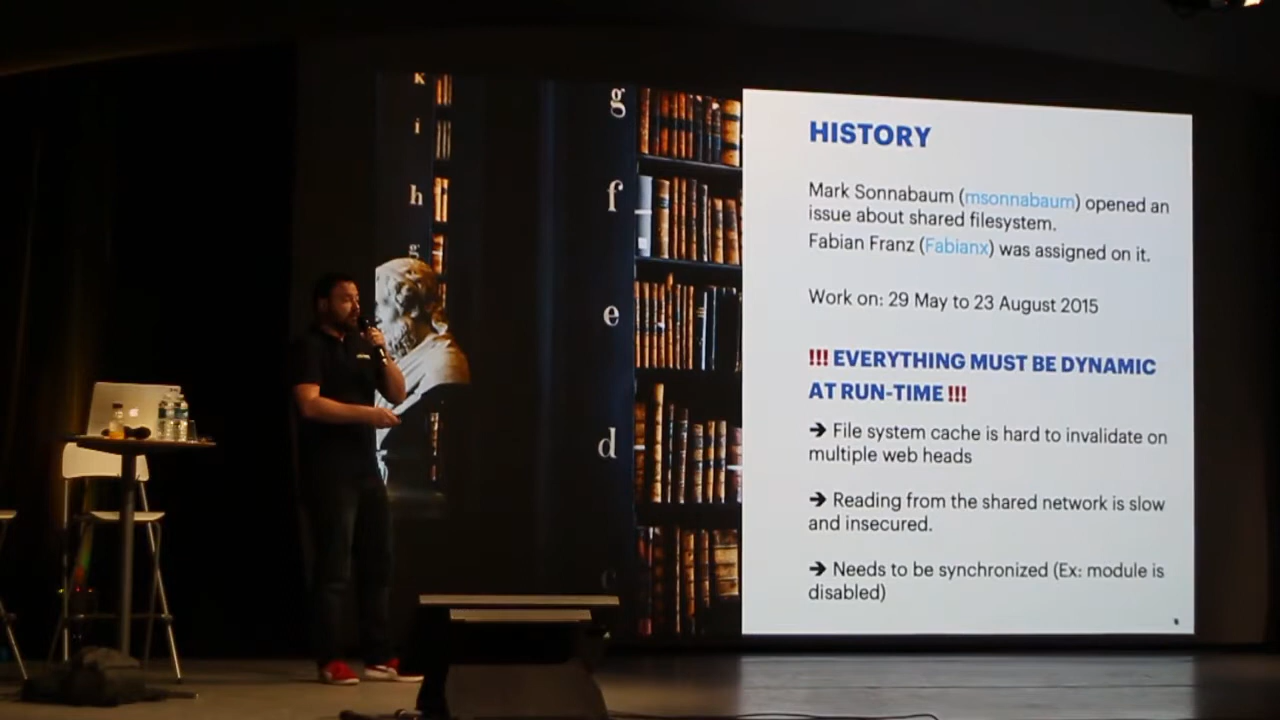 k
i
h
g
g
f
e
d
HISTORY
Mark Sonnabaum (msonnabaum) opened an
issue about shared filesystem.
Fabian Franz (Fabianx) was assigned on it.
Work on: 29 May to 23 August 2015
!!! EVERYTHING MUST BE DYNAMIC
AT RUN-TIME !!!
➔ File system cache is hard to invalidate on
multiple web heads
➔ Reading from the shared network is slow
and insecured.
➔ Needs to be synchronized (Ex: module is
disabled)